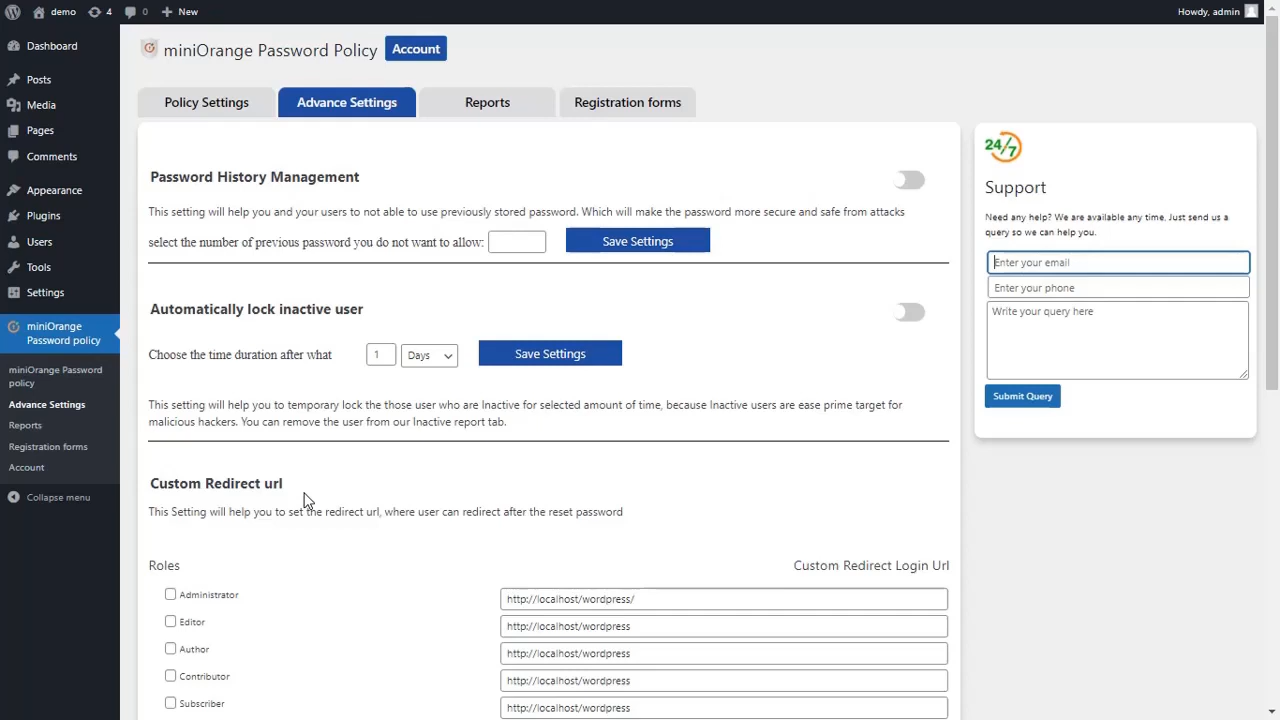 demo 4 0 New Howdy, admin
Dashboard
Posts
Media
Pages
Comments
Appearance
Plugins
Users
Tools
Settings
miniOrange
Password policy
miniOrange Password
policy
Advance Settings
Reports
Registration forms
Account
Collapse menu
miniOrange Password Policy Account
Policy Settings Advance Settings Reports Registration forms
Password History Management
This setting will help you and your users to not able to use previously stored password. Which will make the password more secure and safe from attacks
select the number of previous password you do not want to allow: Save Settings
Automatically lock inactive user
Choose the time duration after what 1 Days Save Settings
This setting will help you to temporary lock the those user who are Inactive for selected amount of time, because Inactive users are ease prime target for
malicious hackers. You can remove the user from our Inactive report tab.
Custom Redirect url
This Setting will help you to set the redirect url, where user can redirect after the reset password
Roles Custom Redirect Login Url
Administrator http://localhost/wordpress/
Editor http://localhost/wordpress
Author http://localhost/wordpress
Contributor http://localhost/wordpress
Subscriber http://localhost/wordpress
24/7
Support
Need any help? We are available any time, Just send us a
query so we can help you.
Enter your email
Enter your phone
Write your query here
Submit Query